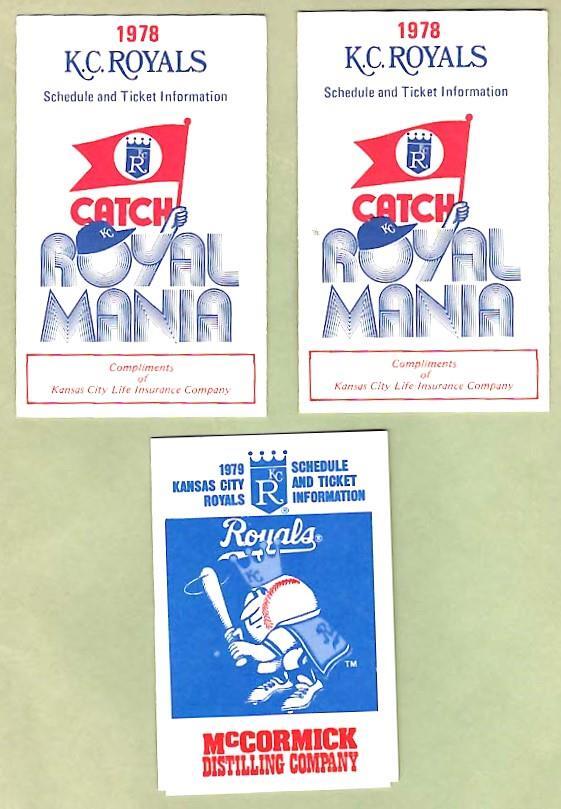 1978
K.C. ROYALS
Schedule and Ticket Information
KC
R
CATCH
KC
ROYAL
MANIA
Compliments
of
Kansas City Life Insurance Company
1978
K.C. ROYALS
Schedule and Ticket Information
KC
R
CATCH
KC
ROYAL
MANIA
Compliments
of
Kansas City Life Insurance Company
1979
KANSAS CITY
ROYALS
KC
R
®
SCHEDULE
AND TICKET
INFORMATION
Royals®
KC
R
TM
McCORMICK
DISTILLING COMPANY